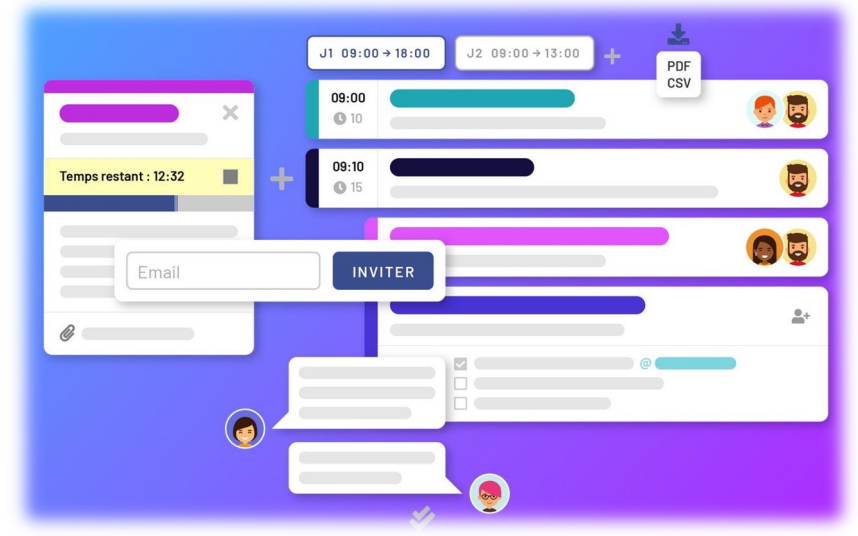 J1 09:00 → 18:00
J2 09:00 → 13:00
PDF
CSV
09:00
10
Temps restant : 12:32
09:10
15
Email
INVITER
@